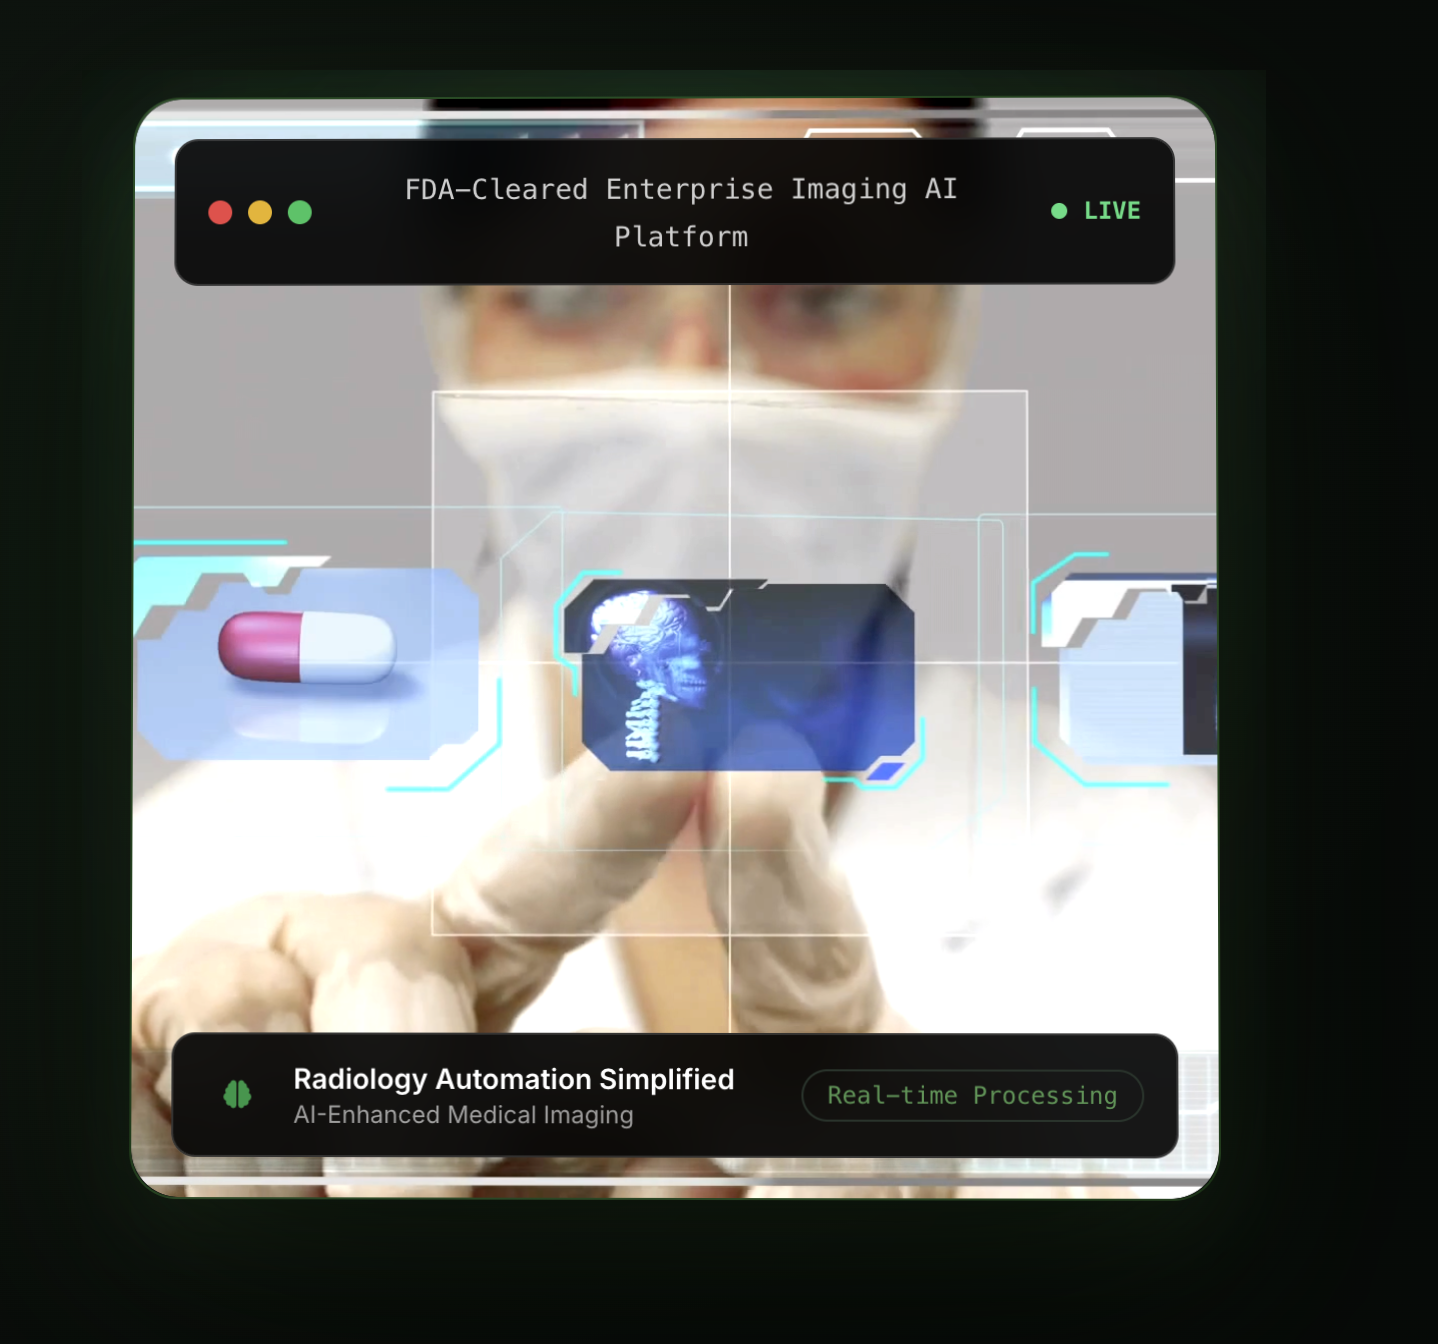 FDA-Cleared Enterprise Imaging AI
Platform
LIVE
Radiology Automation Simplified
AI-Enhanced Medical Imaging
Real-time Processing